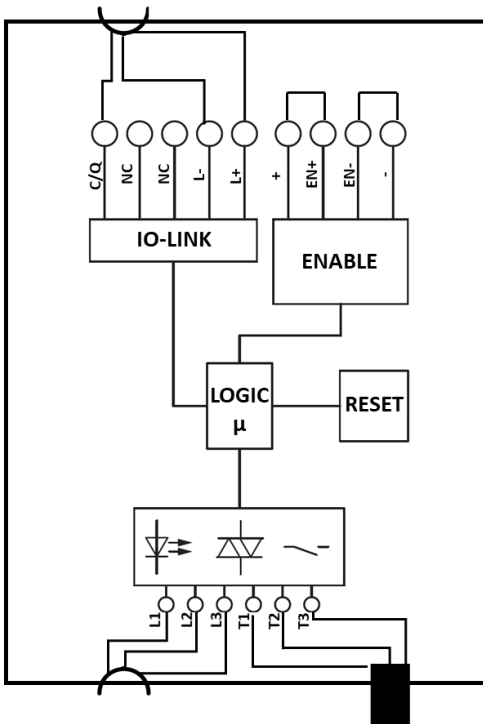 C/Q NC NC L- L+ + EN+ EN- -
IO-LINK
ENABLE
LOGIC
µ
RESET
L1 L2 L3 T1 T2 T3